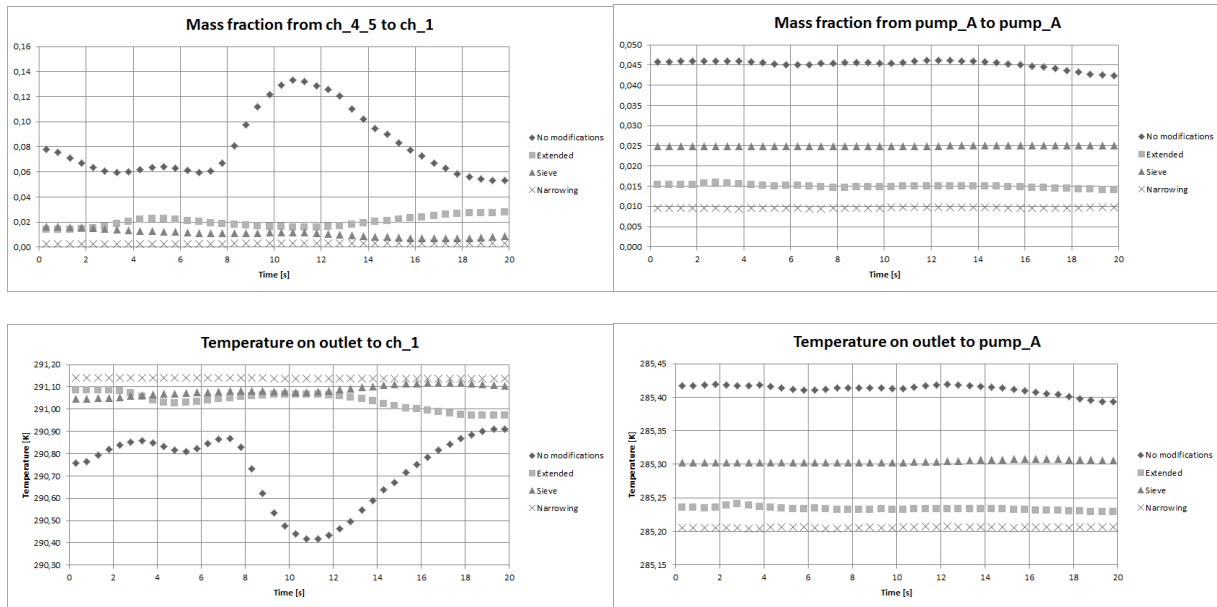 Mass fraction from ch_4_5 to ch_1
0,16
0,14
0,12
0,10
0,08
0,06
0,04
0,02
0,00
0 2 4 6 8 10 12 14 16 18 20
Time [s]
No modifications
Extended
Sieve
Narrowing
Mass fraction from pump_A to pump_A
0,050
0,045
0,040
0,035
0,030
0,025
0,020
0,015
0,010
0,005
0,000
0 2 4 6 8 10 12 14 16 18 20
Time [s]
No modifications
Extended
Sieve
Narrowing
Temperature on outlet to ch_1
Temperature [K]
291,20
291,10
291,00
290,90
290,80
290,70
290,60
290,50
290,40
290,30
0 2 4 6 8 10 12 14 16 18 20
Time [s]
No modifications
Extended
Sieve
Narrowing
Temperature on outlet to pump_A
Temperature [K]
285,45
285,40
285,35
285,30
285,25
285,20
285,15
0 2 4 6 8 10 12 14 16 18 20
Time [s]
No modifications
Extended
Sieve
Narrowing